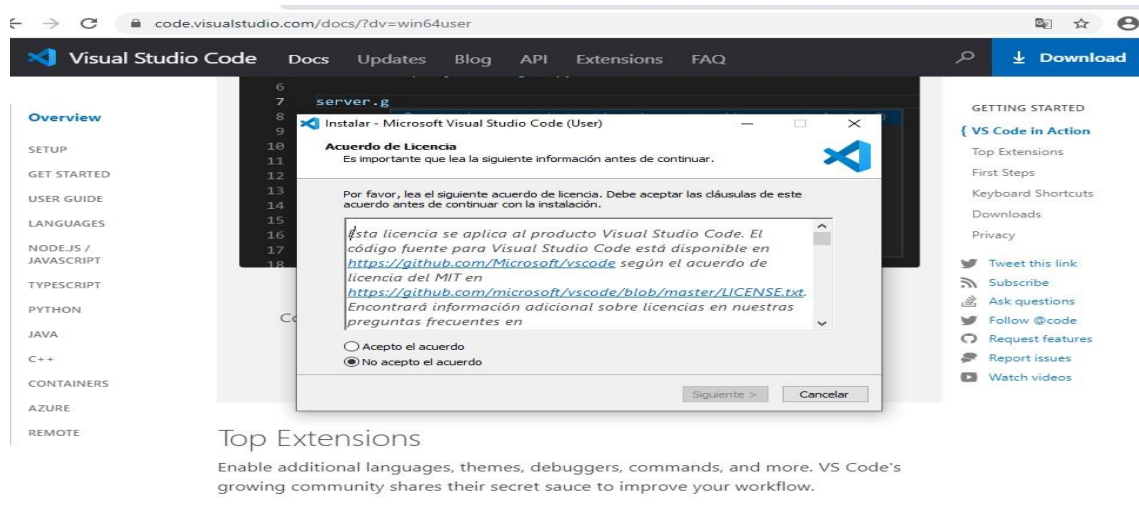 code.visualstudio.com/docs/?dv=win64user
Visual Studio Code Docs Updates Blog API Extensions FAQ Download
Overview
SETUP
GET STARTED
USER GUIDE
LANGUAGES
NODE.JS /
JAVASCRIPT
TYPESCRIPT
PYTHON
JAVA
C++
CONTAINERS
AZURE
REMOTE
6
7 server.g
8
9
10
11
12
13
14
15
16
17
18
Instalar - Microsoft Visual Studio Code (User)
Acuerdo de Licencia
Es importante que lea la siguiente información antes de continuar.
Por favor, lea el siguiente acuerdo de licencia. Debe aceptar las cláusulas de este
acuerdo antes de continuar con la instalación.
Esta licencia se aplica al producto Visual Studio Code. El
código fuente para Visual Studio Code está disponible en
https://github.com/Microsoft/vscode según el acuerdo de
licencia del MIT en
https://github.com/microsoft/vscode/blob/master/LICENSE.txt.
Encontrará información adicional sobre licencias en nuestras
preguntas frecuentes en
Acepto el acuerdo
No acepto el acuerdo
Siguiente >
Cancelar
GETTING STARTED
{ VS Code in Action
Top Extensions
First Steps
Keyboard Shortcuts
Downloads
Privacy
Tweet this link
Subscribe
Ask questions
Follow @code
Request features
Report issues
Watch videos
Top Extensions
Enable additional languages, themes, debuggers, commands, and more. VS Code's
growing community shares their secret sauce to improve your workflow.